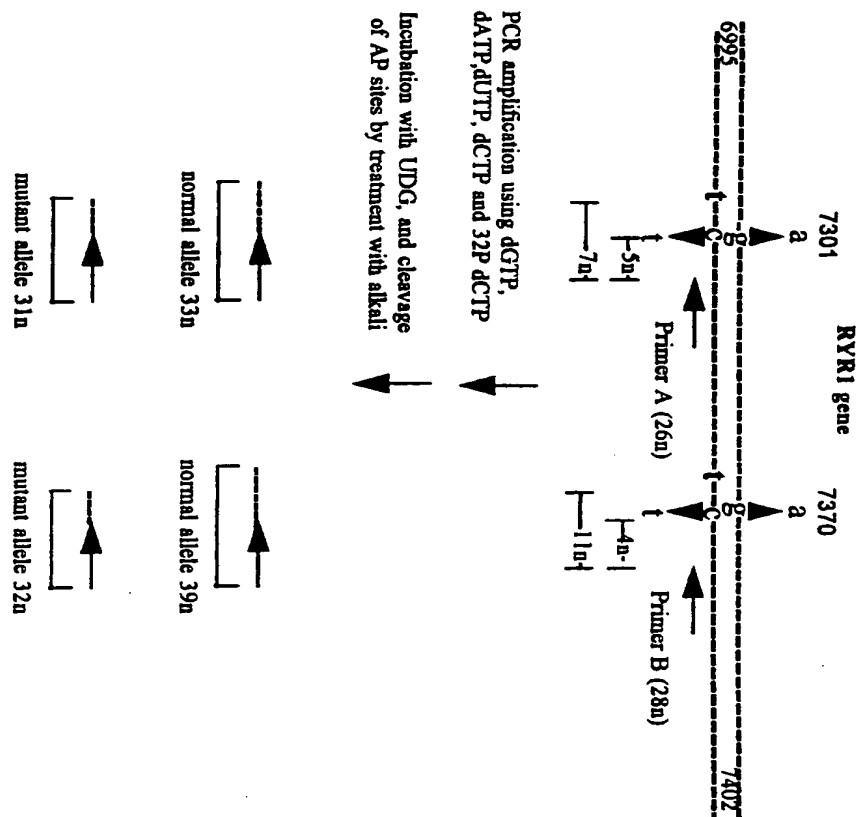 RYR1 gene
7301
7370
a
a
6995
g
g
7402
t
c
t
c
t
t
Primer A (26n)
Primer B (28n)
5n
4n
7n
11n
PCR amplification using dGTP,
dATP,dUTP, dCTP and 32P dCTP
Incubation with UDG, and cleavage
of AP sites by treatment with alkali
normal allele 33n
normal allele 39n
mutant allele 31n
mutant allele 32n